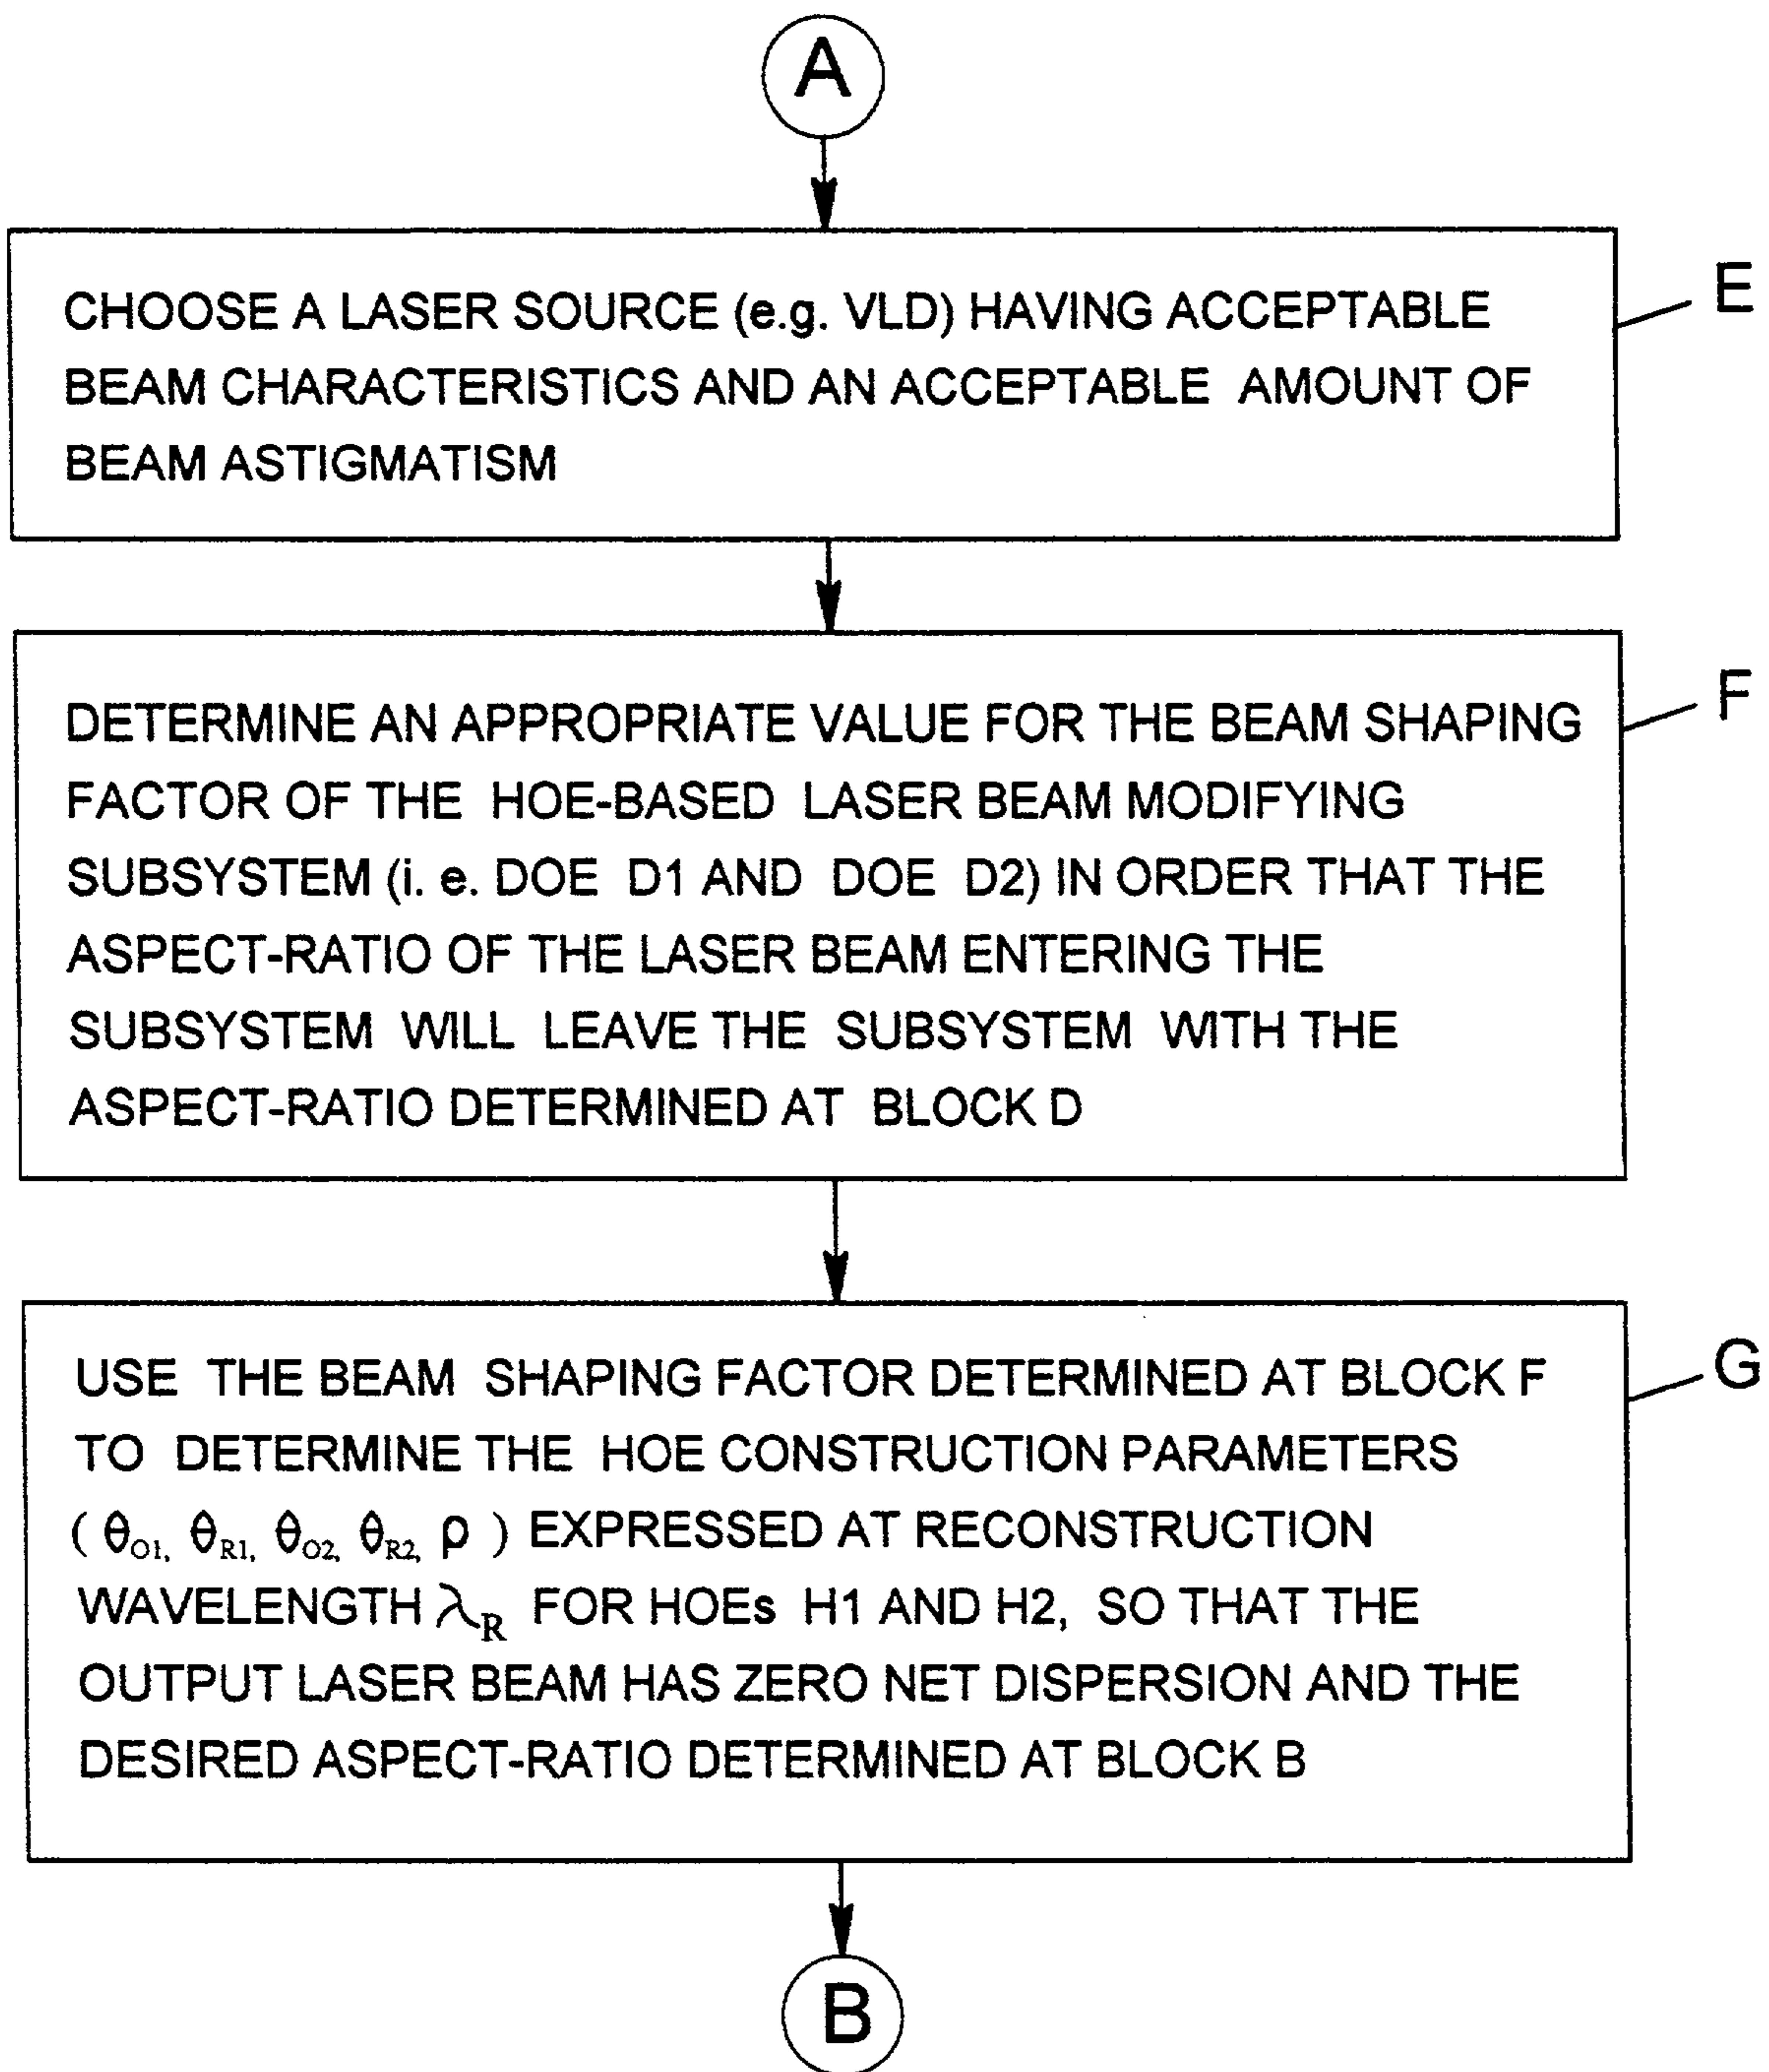 A
CHOOSE A LASER SOURCE (e.g. VLD) HAVING ACCEPTABLE
BEAM CHARACTERISTICS AND AN ACCEPTABLE AMOUNT OF
BEAM ASTIGMATISM
E
DETERMINE AN APPROPRIATE VALUE FOR THE BEAM SHAPING
FACTOR OF THE HOE-BASED LASER BEAM MODIFYING
SUBSYSTEM (i. e. DOE D1 AND DOE D2) IN ORDER THAT THE
ASPECT-RATIO OF THE LASER BEAM ENTERING THE
SUBSYSTEM WILL LEAVE THE SUBSYSTEM WITH THE
ASPECT-RATIO DETERMINED AT BLOCK D
F
USE THE BEAM SHAPING FACTOR DETERMINED AT BLOCK F
TO DETERMINE THE HOE CONSTRUCTION PARAMETERS
( θO1, θR1, θO2, θR2, ρ ) EXPRESSED AT RECONSTRUCTION
WAVELENGTH λR FOR HOEs H1 AND H2, SO THAT THE
OUTPUT LASER BEAM HAS ZERO NET DISPERSION AND THE
DESIRED ASPECT-RATIO DETERMINED AT BLOCK B
G
B